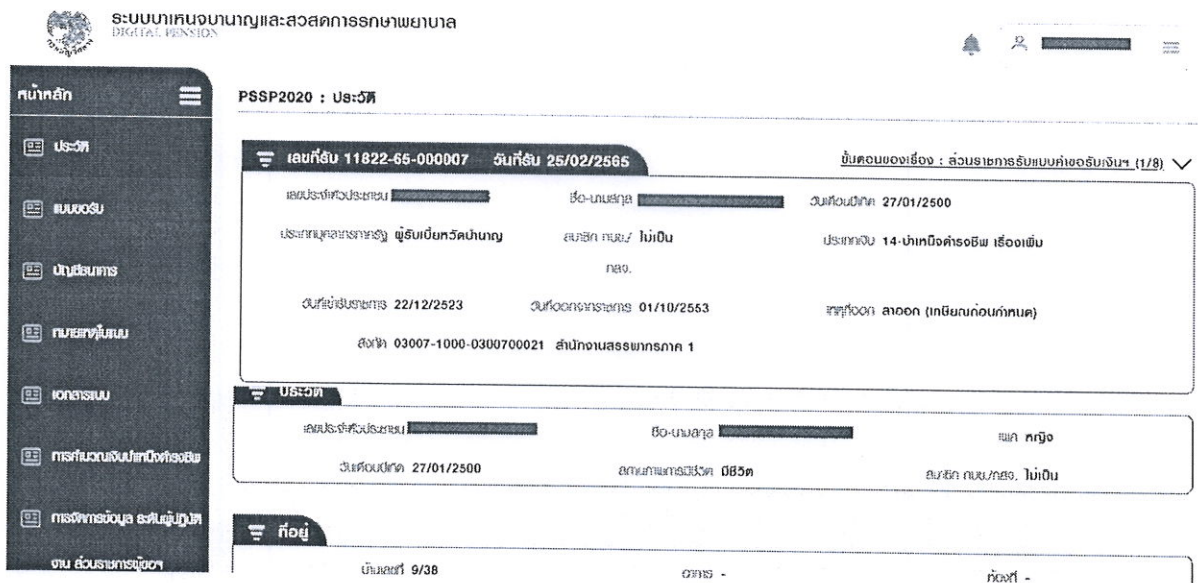 ระบบบำเหน็จบำนาญและสวัสดิการรักษาพยาบาล
DIGITAL PENSION
หน้าหลัก
PSSP2020 : ประวัติ
ประวัติ
แบบขอรับ
บัญชีธนาคาร
หมายเหตุในแบบ
เอกสารแนบ
การคำนวณเงินบำเหน็จดำรงชีพ
การจัดการข้อมูล ระดับผู้ปฏิบัติ
งาน ส่วนราชการผู้ขอฯ
เลขที่รับ 11822-65-000007 วันที่รับ 25/02/2565
ขั้นตอนของเรื่อง : ส่วนราชการรับแบบคำขอรับเงินฯ (1/8)
เลขประจำตัวประชาชน ชื่อ-นามสกุล วันเดือนปีเกิด 27/01/2500
ประเภทบุคลากรภาครัฐ ผู้รับเบี้ยหวัดบำนาญ สมาชิก กบข./ ไม่เป็น ประเภทเงิน 14-บำเหน็จดำรงชีพ เรื่องเพิ่ม
กสจ.
วันที่เข้ารับราชการ 22/12/2523 วันที่ออกจากราชการ 01/10/2553 เหตุที่ออก ลาออก (เกษียณก่อนกำหนด)
สังกัด 03007-1000-0300700021 สำนักงานสรรพากรภาค 1
ประวัติ
เลขประจำตัวประชาชน ชื่อ-นามสกุล เพศ หญิง
วันเดือนปีเกิด 27/01/2500 สถานภาพการมีชีวิต มีชีวิต สมาชิก กบข./กสจ. ไม่เป็น
ที่อยู่
บ้านเลขที่ 9/38 อาคาร - ห้องที่ -